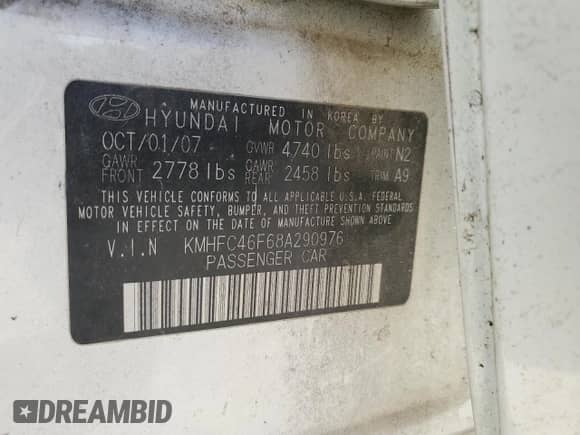 MANUFACTURED IN KOREA BY
HYUNDAI MOTOR COMPANY
OCT/01/07 GVWR 4740 lbs PAINT N2
GAWR FRONT 2778 lbs GAWR REAR 2458 lbs TRIM A9
THIS VEHICLE CONFORMS TO ALL APPLICABLE U.S.A. FEDERAL
MOTOR VEHICLE SAFETY, BUMPER, AND THEFT PREVENTION STANDARDS
IN EFFECT ON THE DATE OF MANUFACTURE SHOWN ABOVE.
V.I.N KMHFC46F68A290976
PASSENGER CAR
DREAMBID